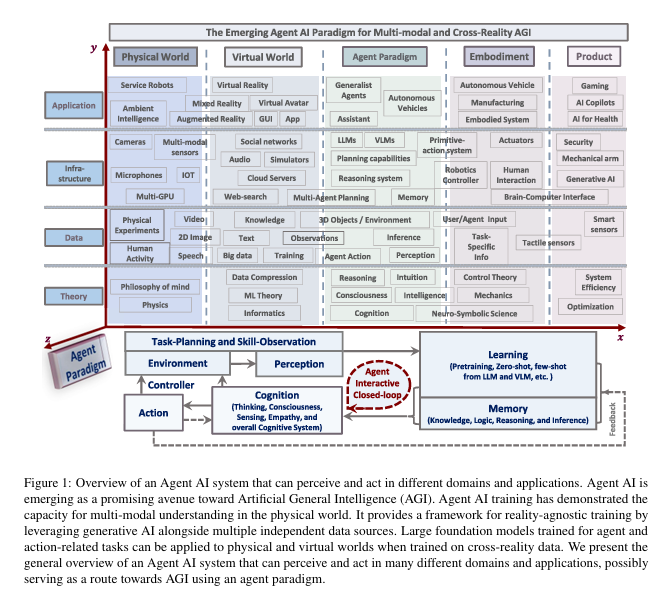 The Emerging Agent AI Paradigm for Multi-modal and Cross-Reality AGI
y
Physical World
Virtual World
Agent Paradigm
Embodiment
Product
Application
Service Robots
Ambient Intelligence
Virtual Reality
Mixed Reality
Virtual Avatar
Augmented Reality
GUI
App
Generalist Agents
Autonomous Vehicles
Assistant
Autonomous Vehicle
Manufacturing
Embodied System
Gaming
AI Copilots
AI for Health
Infra-structure
Cameras
Multi-modal sensors
Microphones
IOT
Multi-GPU
Social networks
Audio
Simulators
Cloud Servers
Web-search
Multi-Agent Planning
LLMs
VLMs
Planning capabilities
Reasoning system
Memory
Primitive-action system
Actuators
Robotics Controller
Human Interaction
Brain-Computer Interface
Security
Mechanical arm
Generative AI
Data
Physical Experiments
Video
2D Image
Human Activity
Speech
Knowledge
Text
Observations
Big data
Training
3D Objects / Environment
Inference
Agent Action
Perception
User/Agent Input
Task-Specific Info
Tactile sensors
Smart sensors
Theory
Philosophy of mind
Physics
Data Compression
ML Theory
Informatics
Reasoning
Intuition
Consciousness
Intelligence
Cognition
Neuro-Symbolic Science
Control Theory
Mechanics
System Efficiency
Optimization
z
x
Agent Paradigm
Task-Planning and Skill-Observation
Environment
Perception
Controller
Action
Cognition
(Thinking, Consciousness,
Sensing, Empathy, and
overall Cognitive System)
Agent
Interactive
Closed-loop
Learning
(Pretraining, Zero-shot, few-shot
from LLM and VLM, etc. )
Memory
(Knowledge, Logic, Reasoning, and Inference)
Feedback
Figure 1: Overview of an Agent AI system that can perceive and act in different domains and applications. Agent AI is
emerging as a promising avenue toward Artificial General Intelligence (AGI). Agent AI training has demonstrated the
capacity for multi-modal understanding in the physical world. It provides a framework for reality-agnostic training by
leveraging generative AI alongside multiple independent data sources. Large foundation models trained for agent and
action-related tasks can be applied to physical and virtual worlds when trained on cross-reality data. We present the
general overview of an Agent AI system that can perceive and act in many different domains and applications, possibly
serving as a route towards AGI using an agent paradigm.